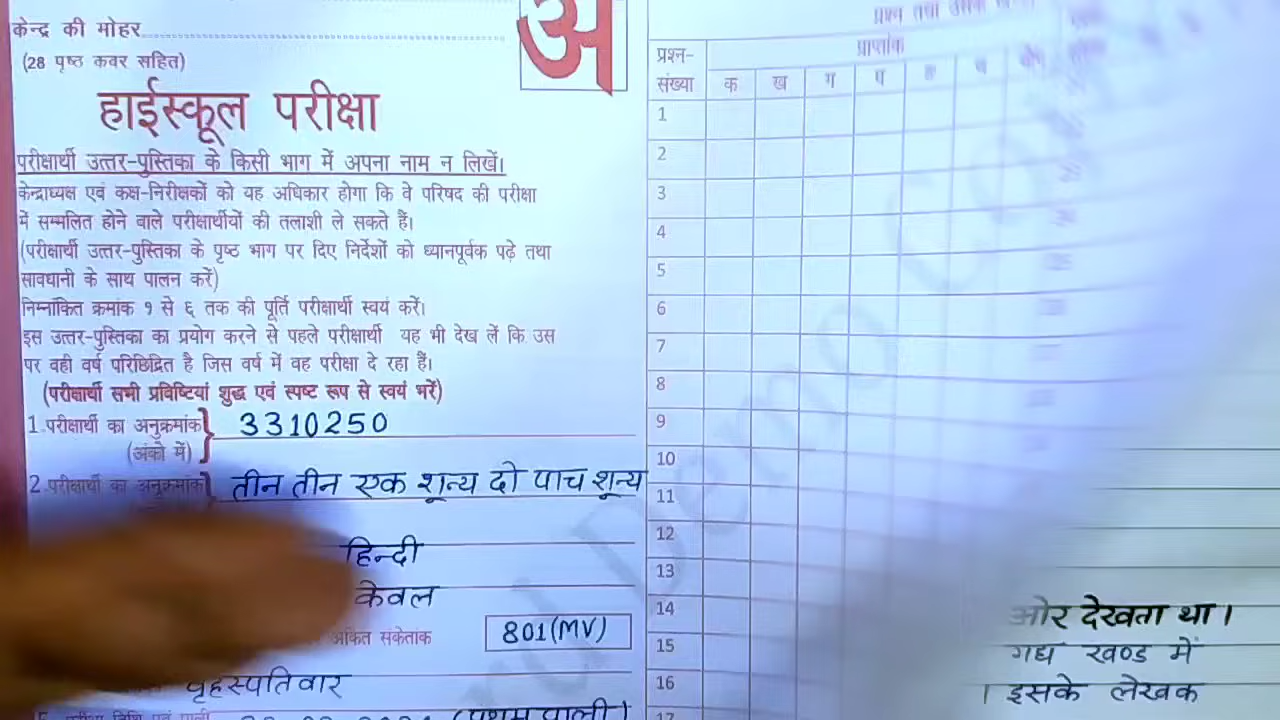 केन्द्र की मोहर
(28 पृष्ठ कवर सहित)
अ
हाईस्कूल परीक्षा
परीक्षार्थी उत्तर-पुस्तिका के किसी भाग में अपना नाम न लिखें।
केन्द्राध्यक्ष एवं कक्ष-निरीक्षकों को यह अधिकार होगा कि वे परिषद की परीक्षा
में सम्मलित होने वाले परीक्षार्थीयों की तलाशी ले सकते हैं।
(परीक्षार्थी उत्तर-पुस्तिका के पृष्ठ भाग पर दिए निर्देशों को ध्यानपूर्वक पढ़े तथा
सावधानी के साथ पालन करें)
निम्नांकित क्रमांक १ से ६ तक की पूर्ति परीक्षार्थी स्वयं करें।
इस उत्तर-पुस्तिका का प्रयोग करने से पहले परीक्षार्थी यह भी देख लें कि उस
पर वही वर्ष परिछिद्रित है जिस वर्ष में वह परीक्षा दे रहा हैं।
(परीक्षार्थी सभी प्रविष्टियां शुद्ध एवं स्पष्ट रूप से स्वयं भरें)
1.परीक्षार्थी का अनुक्रमांक 3310250
(अंको में)
2.परीक्षार्थी का अनुक्रमांक तीन तीन एक शून्य दो पाच शून्य
हिन्दी
केवल
अंकित संकेतांक 801(MV)
वृहस्पतिवार
(प्रथम पाली)
प्रश्न तथा
प्रश्न-संख्या प्राप्तांक
क ख ग घ
1
2
3
4
5
6
7
8
9
10
11
12
13
14
15
16
17
ओर देखता था।
गद्य खण्ड में
। इसके लेखक